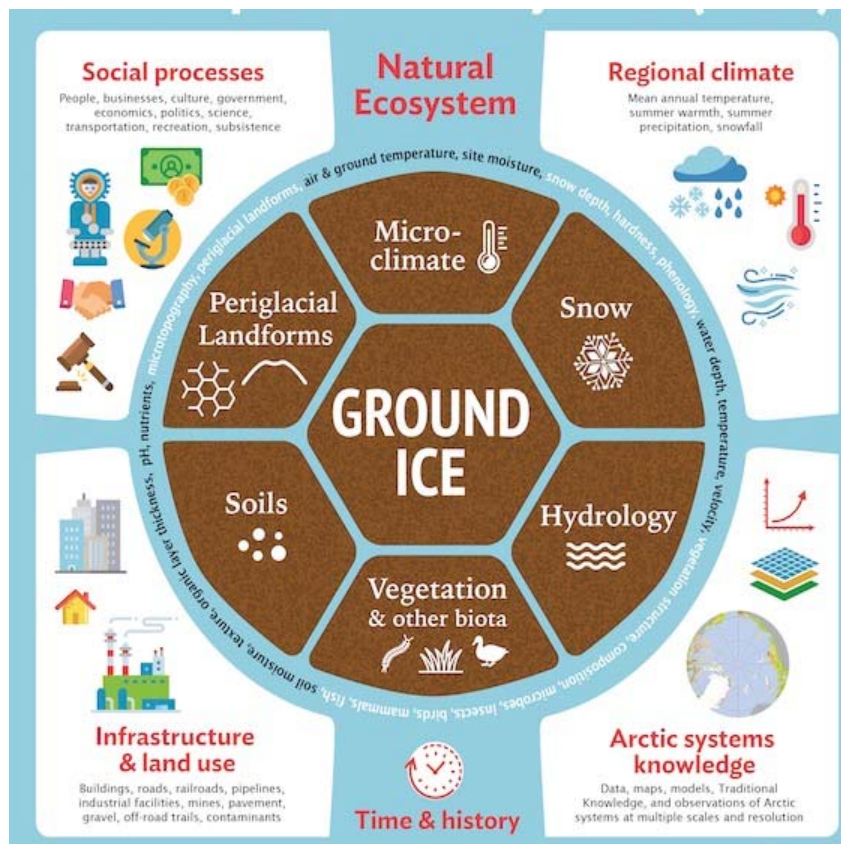 Social processes
People, businesses, culture, government,
economics, politics, science,
transportation, recreation, subsistence
Natural
Ecosystem
Regional climate
Mean annual temperature,
summer warmth, summer
precipitation, snowfall
microtopography, periglacial landforms, air & ground temperature, site moisture, snow depth, hardness, phenology, water depth, temperature, velocity, vegetation structure, composition, microbes, insects, birds, mammals, fish, soil moisture, texture, organic layer thickness, pH, nutrients,
Micro-
climate
Periglacial
Landforms
Snow
GROUND
ICE
Soils
Hydrology
Vegetation
& other biota
Infrastructure
& land use
Buildings, roads, railroads, pipelines,
industrial facilities, mines, pavement,
gravel, off-road trails, contaminants
Time & history
Arctic systems
knowledge
Data, maps, models, Traditional
Knowledge, and observations of Arctic
systems at multiple scales and resolution